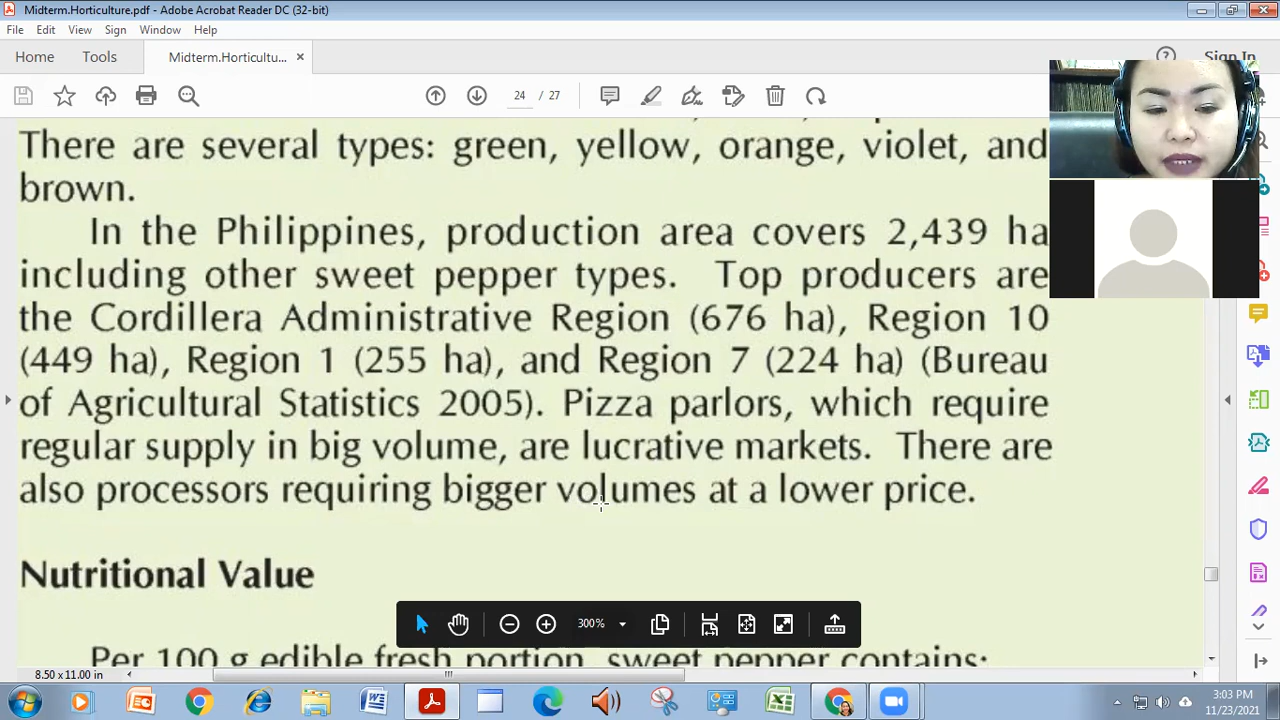 Midterm.Horticulture.pdf - Adobe Acrobat Reader DC (32-bit)
File Edit View Sign Window Help
Home Tools Midterm.Horticultu... × Sign In
24 / 27
There are several types: green, yellow, orange, violet, and
brown.
In the Philippines, production area covers 2,439 ha
including other sweet pepper types. Top producers are
the Cordillera Administrative Region (676 ha), Region 10
(449 ha), Region 1 (255 ha), and Region 7 (224 ha) (Bureau
of Agricultural Statistics 2005). Pizza parlors, which require
regular supply in big volume, are lucrative markets. There are
also processors requiring bigger volumes at a lower price.
Nutritional Value
300%
Per 100 g edible fresh portion, sweet pepper contains:
8.50 x 11.00 in
3:03 PM
11/23/2021